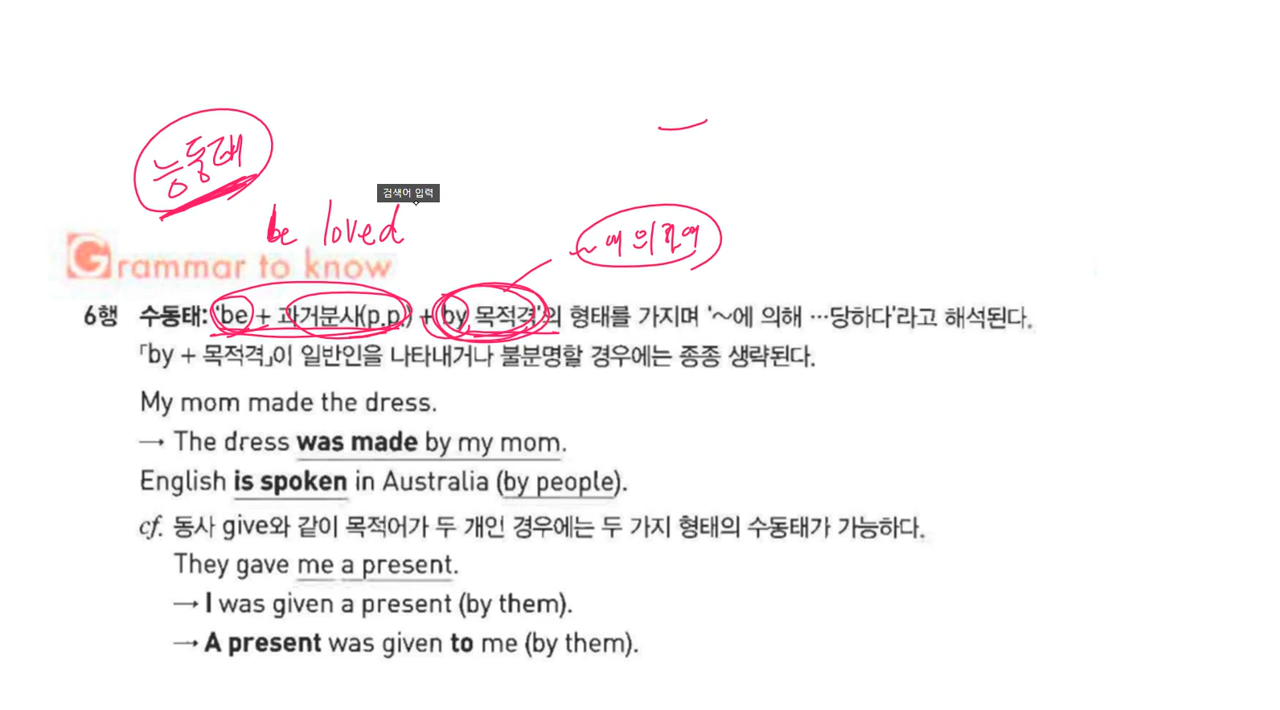 능동태
검색어 입력
be loved
~에 의하여
Grammar to know
6행 수동태: 'be + 과거분사(p.p.) + by 목적격'의 형태를 가지며 '~에 의해 …당하다'라고 해석된다.
「by + 목적격」이 일반인을 나타내거나 불분명할 경우에는 종종 생략된다.
My mom made the dress.
→ The dress was made by my mom.
English is spoken in Australia (by people).
cf. 동사 give와 같이 목적어가 두 개인 경우에는 두 가지 형태의 수동태가 가능하다.
They gave me a present.
→ I was given a present (by them).
→ A present was given to me (by them).